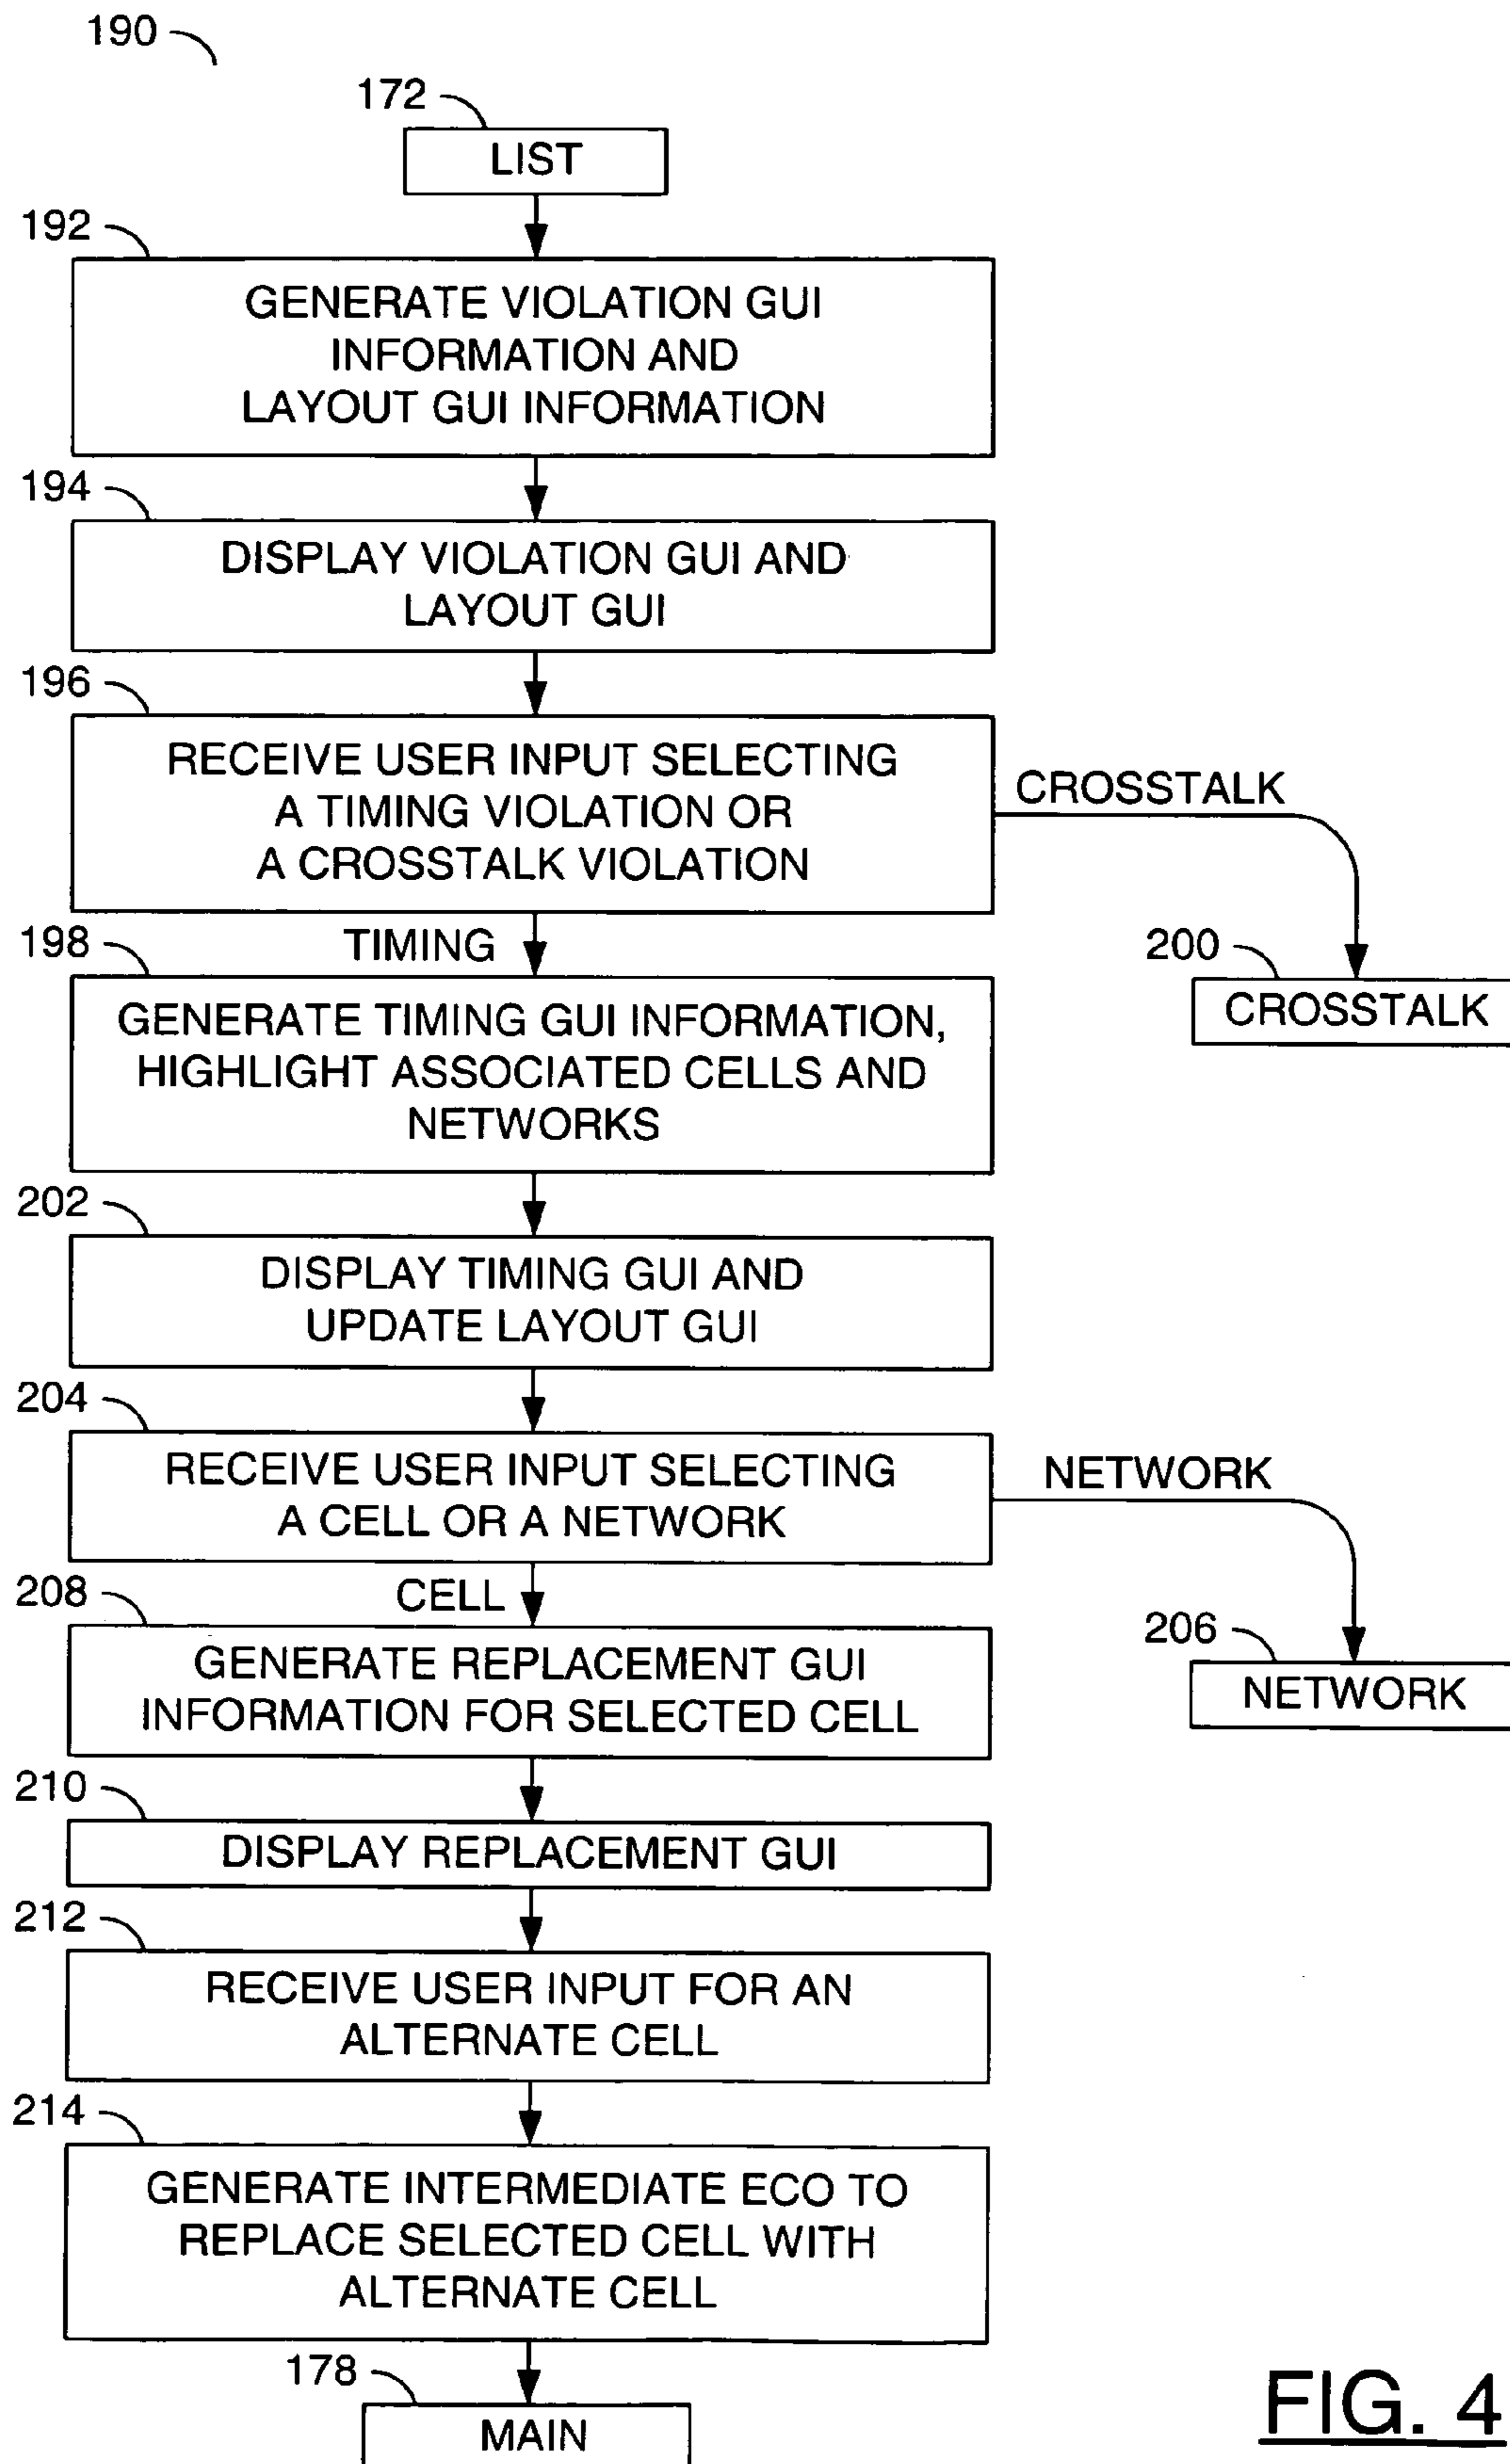 190
172
LIST
192
GENERATE VIOLATION GUI
INFORMATION AND
LAYOUT GUI INFORMATION
194
DISPLAY VIOLATION GUI AND
LAYOUT GUI
196
RECEIVE USER INPUT SELECTING
A TIMING VIOLATION OR
A CROSSTALK VIOLATION
CROSSTALK
TIMING
198
200
CROSSTALK
GENERATE TIMING GUI INFORMATION,
HIGHLIGHT ASSOCIATED CELLS AND
NETWORKS
202
DISPLAY TIMING GUI AND
UPDATE LAYOUT GUI
204
RECEIVE USER INPUT SELECTING
A CELL OR A NETWORK
NETWORK
CELL
208
206
NETWORK
GENERATE REPLACEMENT GUI
INFORMATION FOR SELECTED CELL
210
DISPLAY REPLACEMENT GUI
212
RECEIVE USER INPUT FOR AN
ALTERNATE CELL
214
GENERATE INTERMEDIATE ECO TO
REPLACE SELECTED CELL WITH
ALTERNATE CELL
178
MAIN
FIG. 4